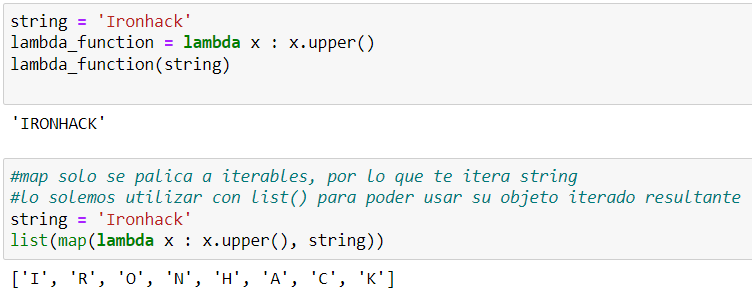 string = 'Ironhack'
lambda_function = lambda x : x.upper()
lambda_function(string)
'IRONHACK'
#map solo se palica a iterables, por lo que te itera string
#lo solemos utilizar con list() para poder usar su objeto iterado resultante
string = 'Ironhack'
list(map(lambda x : x.upper(), string))
['I', 'R', 'O', 'N', 'H', 'A', 'C', 'K']